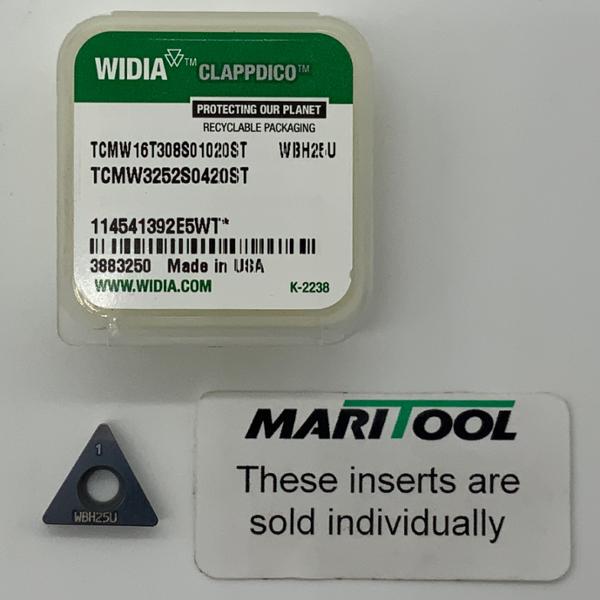 WIDIA™ CLAPPDICO™
PROTECTING OUR PLANET
RECYCLABLE PACKAGING
TCMW16T308S01020ST WBH25U
TCMW3252S0420ST
114541392E5WT*
3883250 Made in USA
WWW.WIDIA.COM K-2238
MARITOOL
These inserts are
sold individually
1
WBH25U